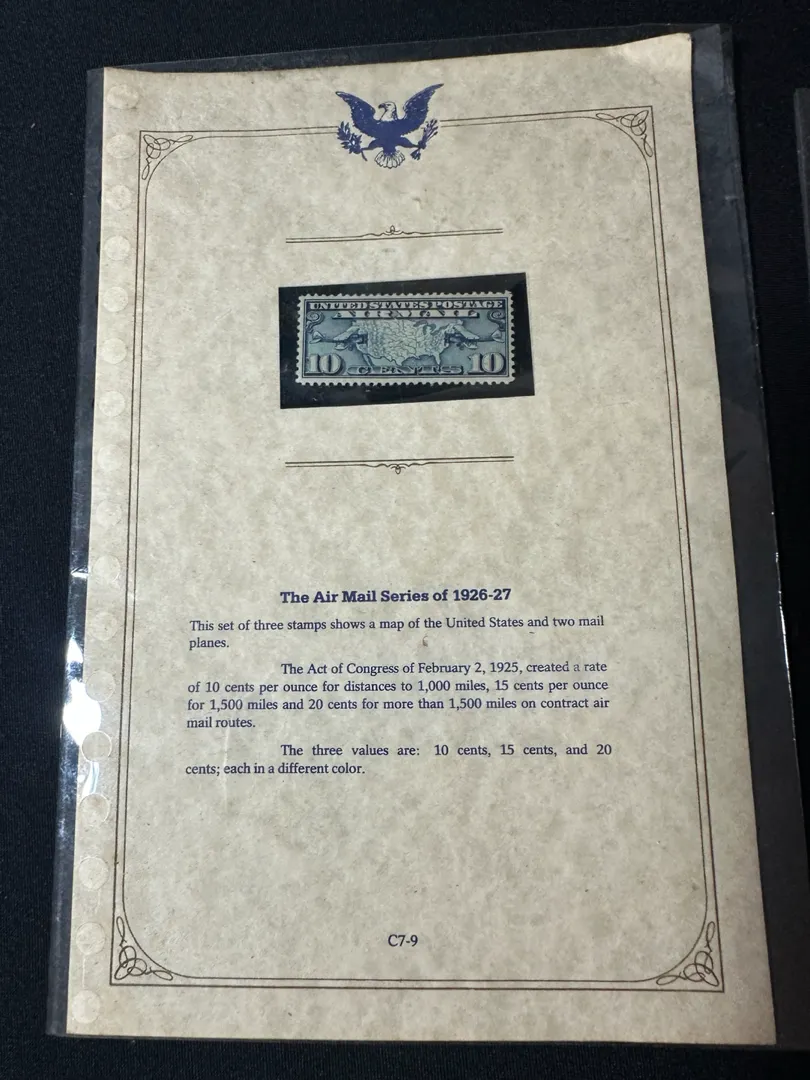 UNITED STATES POSTAGE
AIR MAIL
10 10
CENTS
The Air Mail Series of 1926-27
This set of three stamps shows a map of the United States and two mail
planes.
The Act of Congress of February 2, 1925, created a rate
of 10 cents per ounce for distances to 1,000 miles, 15 cents per ounce
for 1,500 miles and 20 cents for more than 1,500 miles on contract air
mail routes.
The three values are: 10 cents, 15 cents, and 20
cents; each in a different color.
C7-9